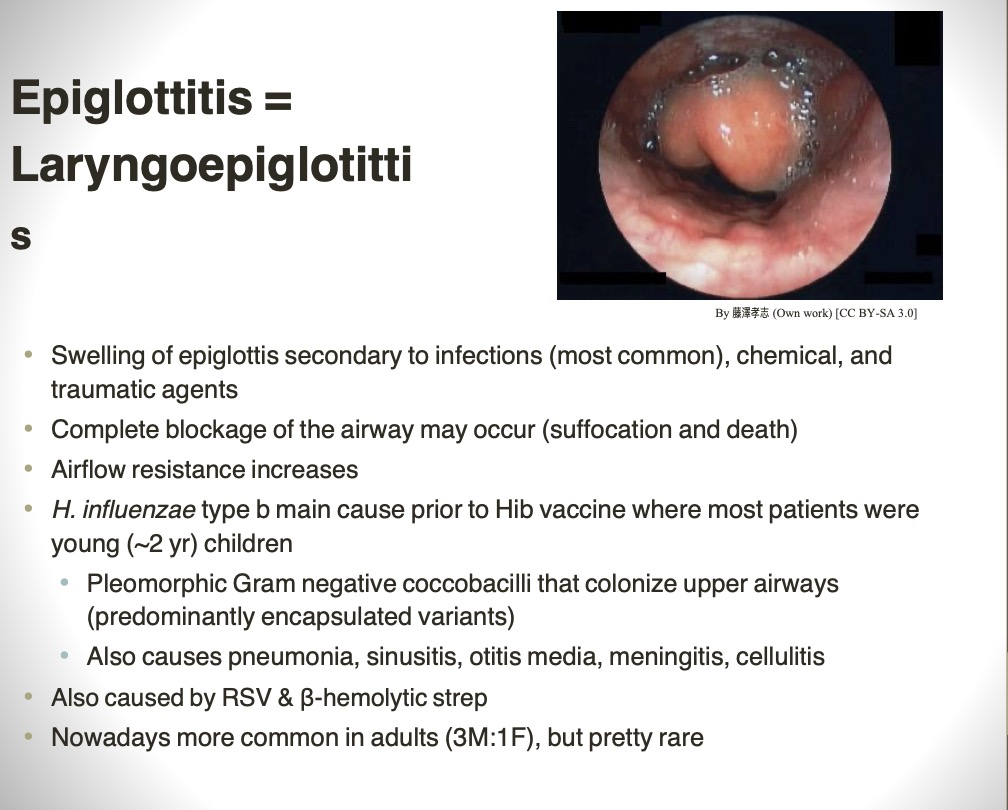 Epiglottitis =
Laryngoepiglotitti
s
By 藤澤孝志 (Own work) [CC BY-SA 3.0]
• Swelling of epiglottis secondary to infections (most common), chemical, and
traumatic agents
• Complete blockage of the airway may occur (suffocation and death)
• Airflow resistance increases
• H. influenzae type b main cause prior to Hib vaccine where most patients were
young (~2 yr) children
• Pleomorphic Gram negative coccobacilli that colonize upper airways
(predominantly encapsulated variants)
• Also causes pneumonia, sinusitis, otitis media, meningitis, cellulitis
• Also caused by RSV & β-hemolytic strep
• Nowadays more common in adults (3M:1F), but pretty rare